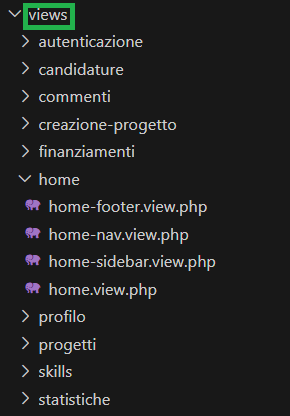 views
autenticazione
candidature
commenti
creazione-progetto
finanziamenti
home
home-footer.view.php
home-nav.view.php
home-sidebar.view.php
home.view.php
profilo
progetti
skills
statistiche